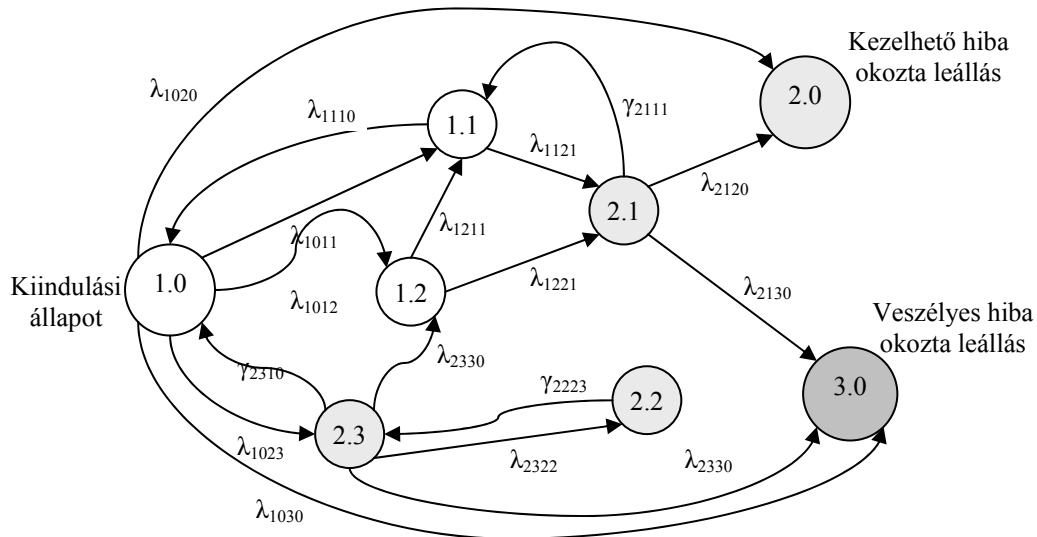 Kezelhető hiba
okozta leállás
λ1020
2.0
λ1110
γ2111
1.1
λ1121
λ2120
2.1
λ1211
λ1011
Kiindulási
állapot
1.0
1.2
λ1221
λ1012
λ2130
Veszélyes hiba
okozta leállás
λ2330
γ2310
γ2223
2.2
3.0
2.3
λ1023
λ2322
λ2330
λ1030